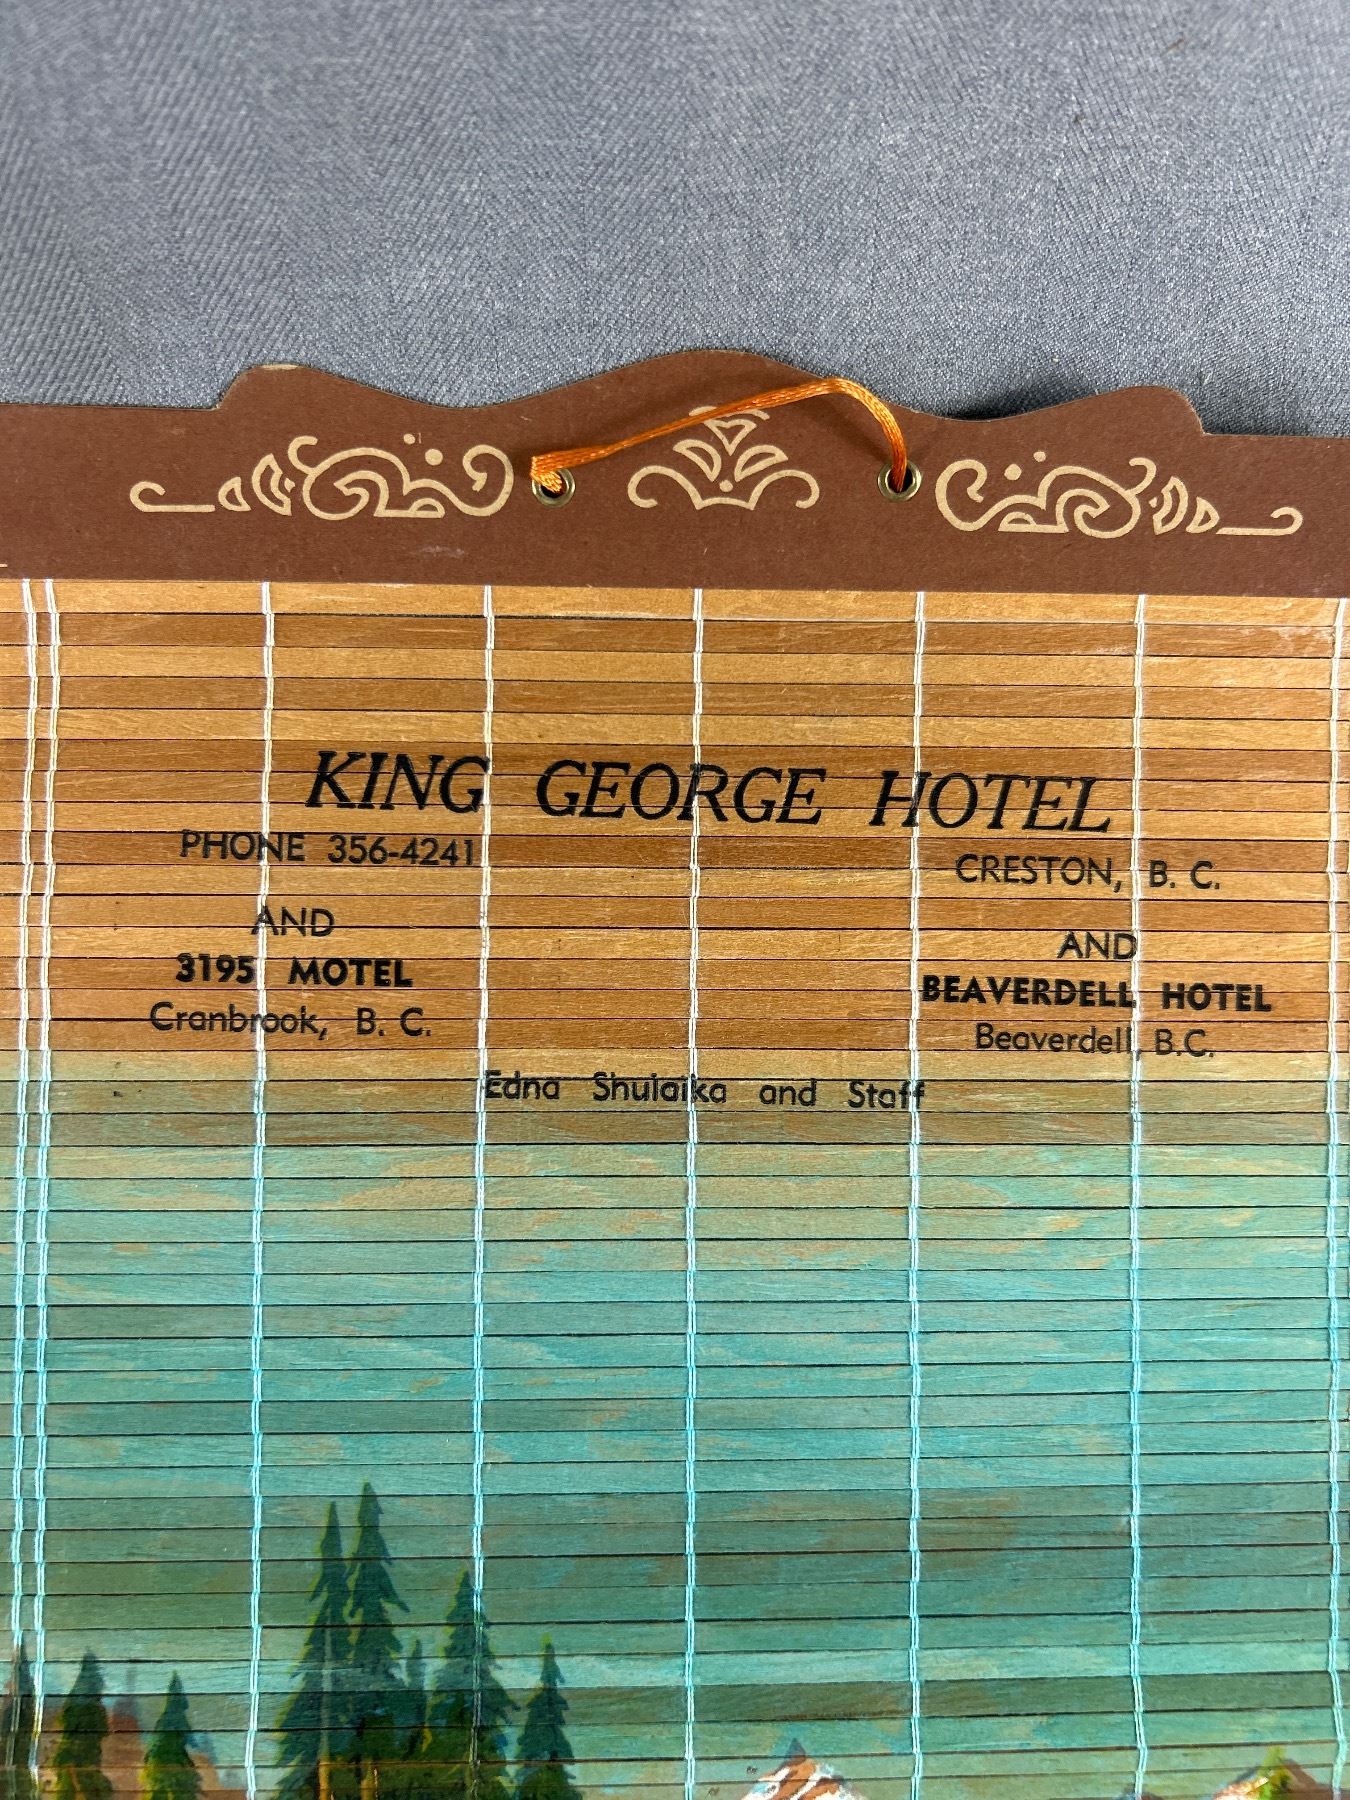 KING GEORGE HOTEL
PHONE 356-4241
CRESTON, B. C.
AND
3195 MOTEL
Cranbrook, B. C.
AND
BEAVERDELL HOTEL
Beaverdell, B.C.
Edna Shulaika and Staff